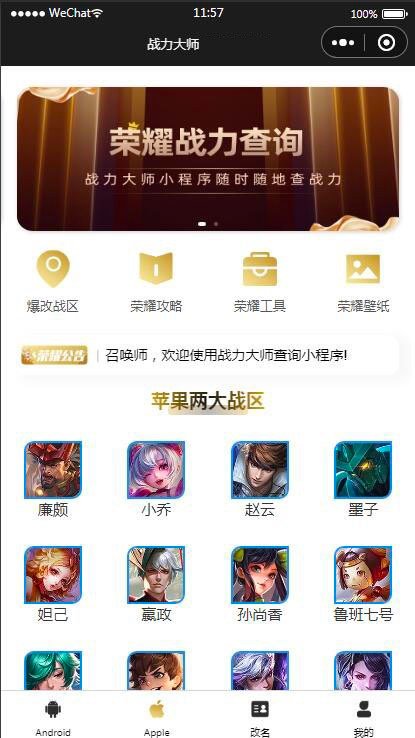 WeChat
11:57
100%
战力大师
荣耀战力查询
战力大师小程序随时随地查战力
爆改战区
荣耀攻略
荣耀工具
荣耀壁纸
荣耀公告 | 召唤师，欢迎使用战力大师查询小程序!
苹果两大战区
廉颇
小乔
赵云
墨子
妲己
嬴政
孙尚香
鲁班七号
Android
Apple
改名
我的